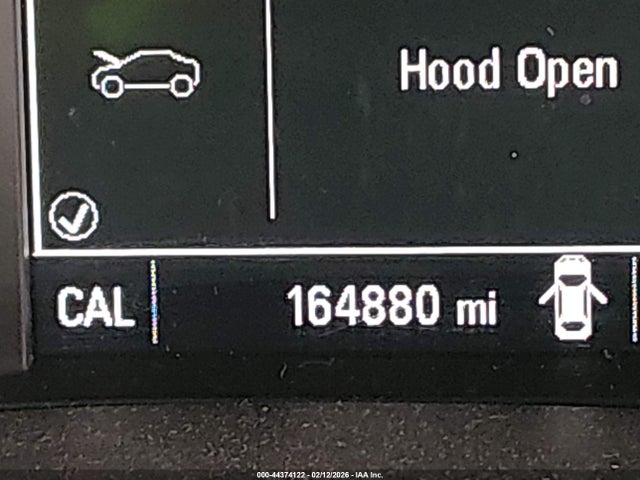 Hood Open
CAL 164880 mi
000-44374122 - 02/12/2026 - IAA Inc.